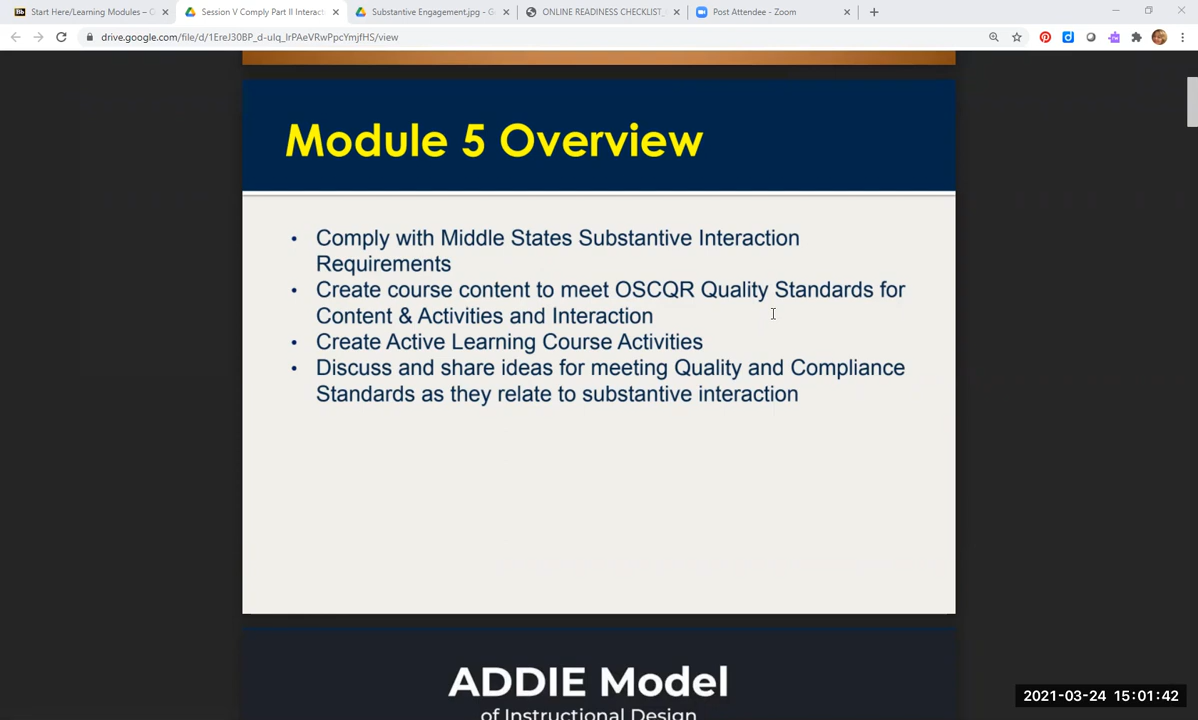 Start Here/Learning Modules – C
Session V Comply Part II Interact
Substantive Engagement.jpg - G
ONLINE READINESS CHECKLIST_
Post Attendee - Zoom
drive.google.com/file/d/1EreJ30BP_d-uIq_IrPAeVRwPpcYmjfHS/view
Module 5 Overview
• Comply with Middle States Substantive Interaction
Requirements
• Create course content to meet OSCQR Quality Standards for
Content & Activities and Interaction
• Create Active Learning Course Activities
• Discuss and share ideas for meeting Quality and Compliance
Standards as they relate to substantive interaction
ADDIE Model
of Instructional Design
2021-03-24 15:01:42